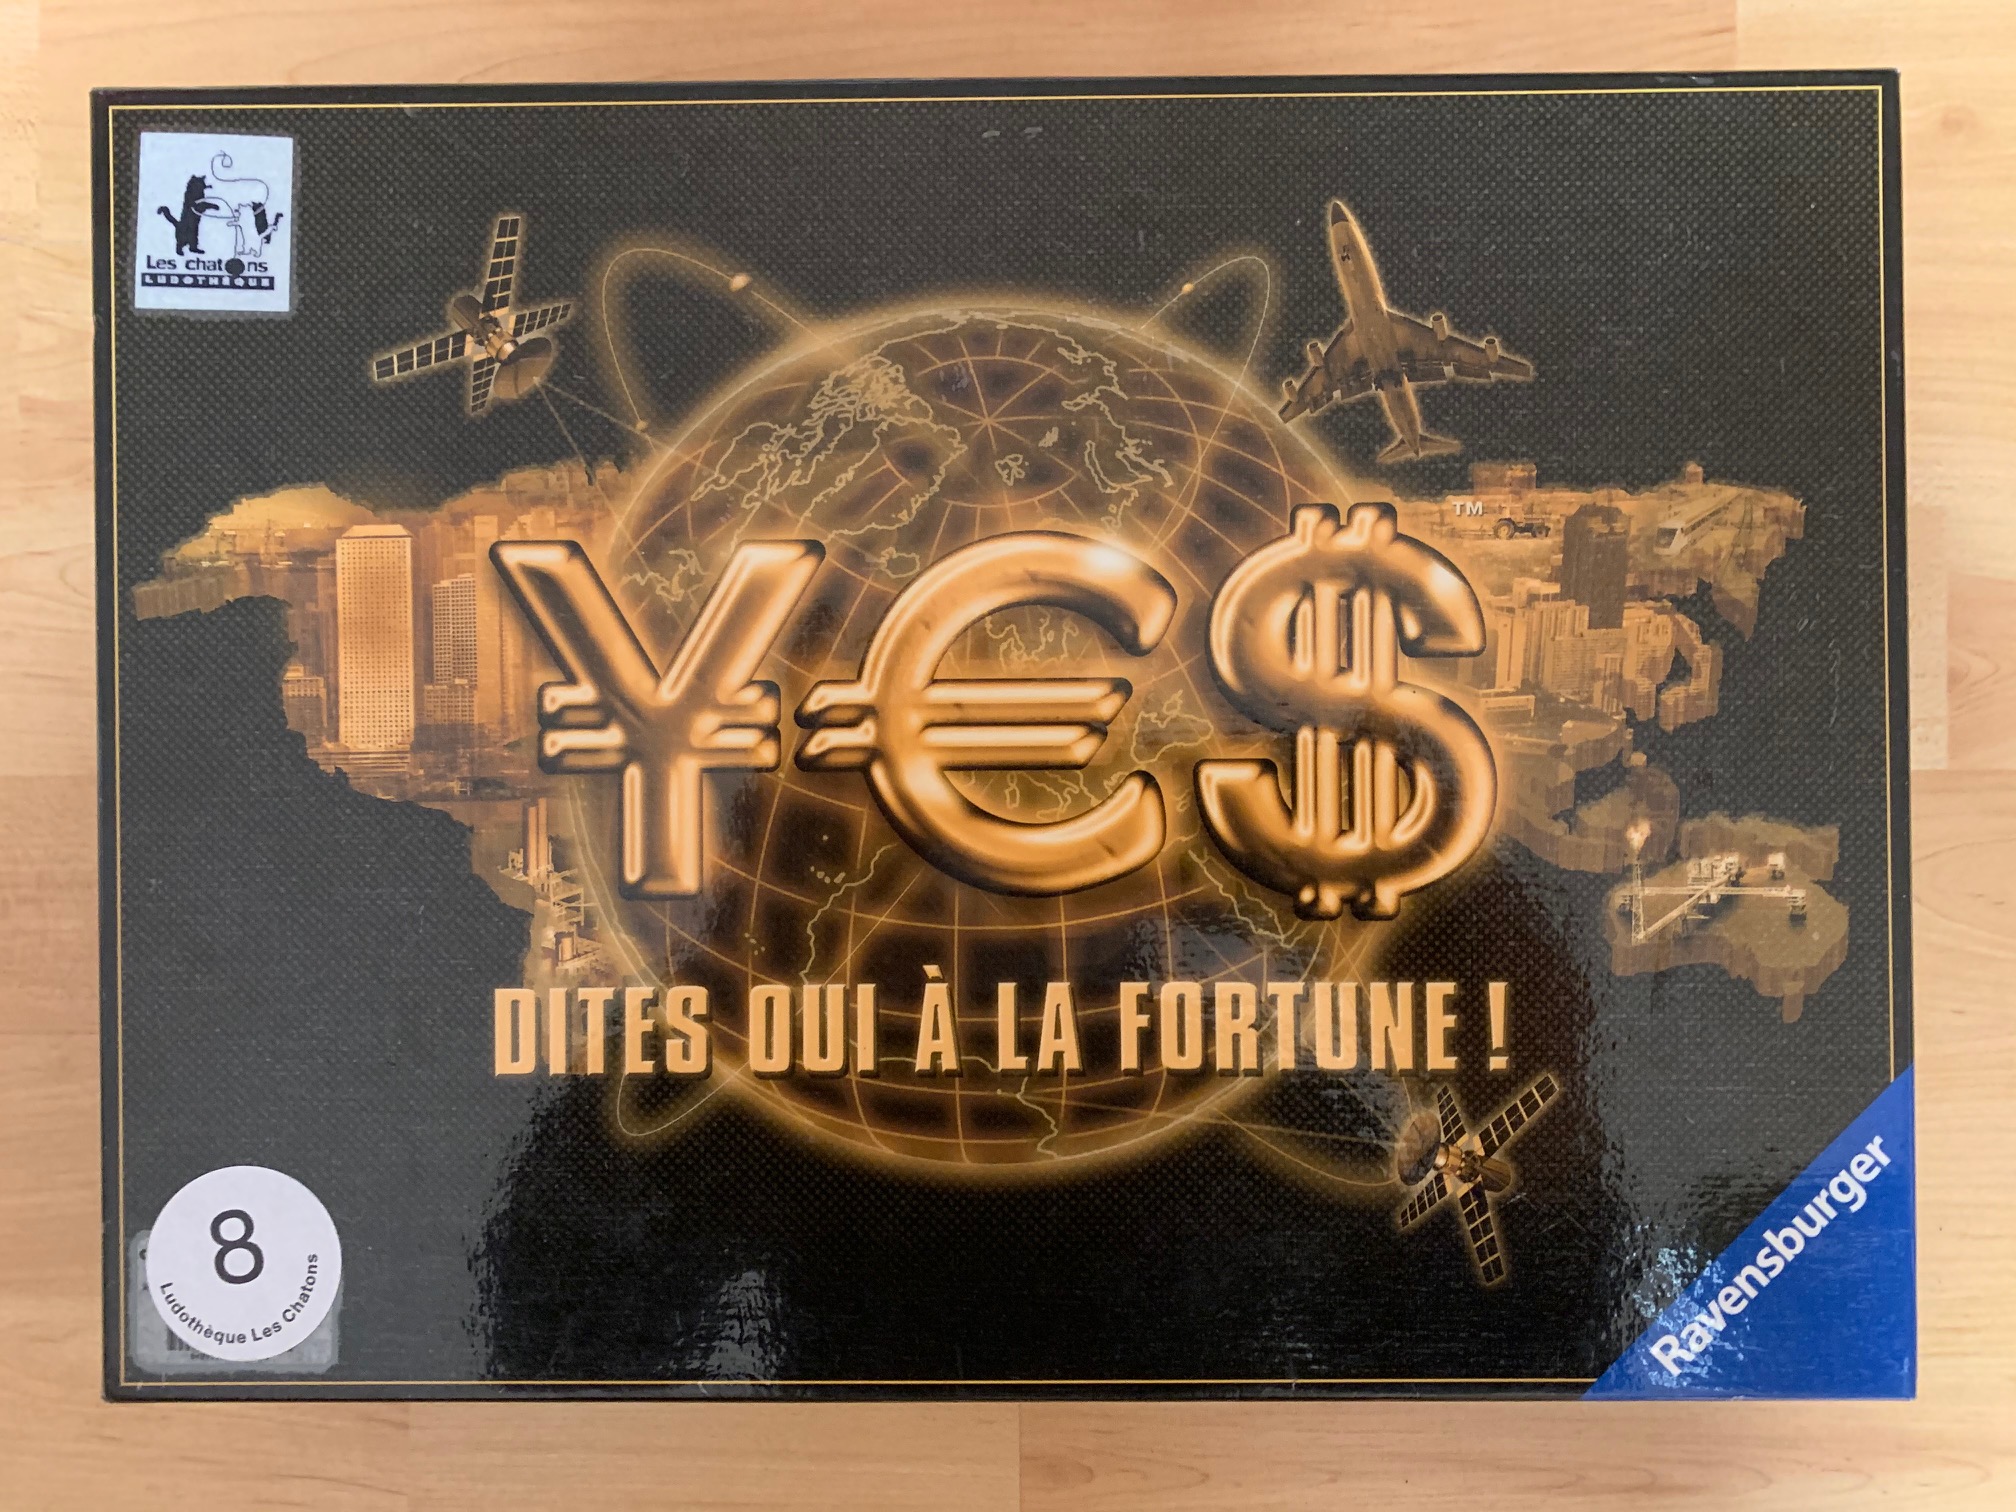 Les chatons
LUDOTHÈQUE
TM
¥€$
DITES OUI À LA FORTUNE !
8
Ludothèque Les Chatons
Ravensburger